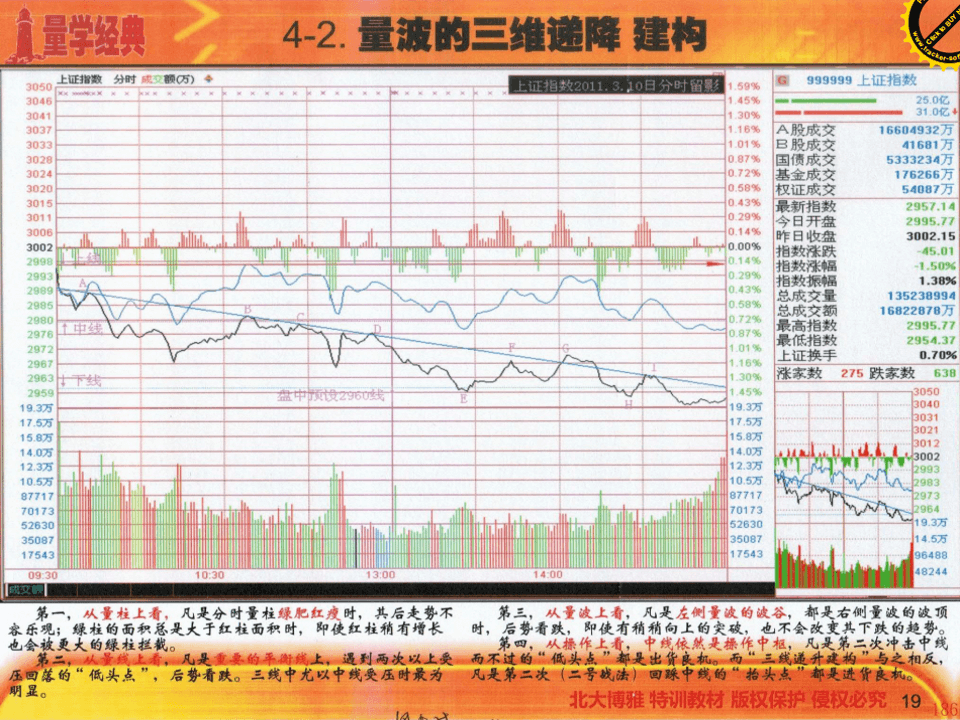 量学经典
4-2. 量波的三维递降 建构
Click to BUY
www.tracker-sof
上证指数 分时 成交额(万)
上证指数2011.3.10日分时留影
3050
3046
3041
3037
3033
3028
3024
3020
3015
3011
3006
3002
2998
2993
2989
2985
2980
2976
2972
2967
2963
2959
19.3万
17.5万
15.8万
14.0万
12.3万
10.5万
87717
70173
52630
35087
17543
1.59%
1.45%
1.30%
1.16%
1.01%
0.87%
0.72%
0.58%
0.43%
0.29%
0.14%
0.00%
0.14%
0.29%
0.43%
0.58%
0.72%
0.87%
1.01%
1.16%
1.30%
1.45%
19.3万
17.5万
15.8万
14.0万
12.3万
10.5万
87717
70173
52630
35087
17543
↓上线
A
B
C
D
E
F
G
H
I
↑中线
↓下线
盘中预设2960线
09:30 10:30 13:00 14:00
成交额
G 999999 上证指数
25.0亿
31.0亿
A股成交 16604932万
B股成交 41681万
国债成交 5333234万
基金成交 176266万
权证成交 54087万
最新指数 2957.14
今日开盘 2995.77
昨日收盘 3002.15
指数涨跌 -45.01
指数涨幅 -1.50%
指数振幅 1.38%
总成交量 135238994
总成交额 16822878万
最高指数 2995.77
最低指数 2954.37
上证换手 0.70%
涨家数 275 跌家数 638
3050
3040
3031
3021
3012
3002
2993
2983
2973
2964
19.3万
14.5万
96488
48244
第一，从量柱上看，凡是分时量柱绿肥红瘦时，其后走势不
容乐观；绿柱的面积总是大于红柱面积时，即使红柱稍有增长
也会被更大的绿柱拦截。
第二，从量线上看，凡是重要的平衡线上，遇到两次以上受
压回落的“低头点”，后势看跌。三线中尤以中线受压时最为
明显。
第三，从量波上看，凡是左侧量波的波谷，都是右侧量波的波顶
时，后势看跌，即使有稍稍向上的突破，也不会改变其下跌的趋势。
第四，从操作上看，中线依然是操作中枢，凡是第二次冲击中线
而不过的“低头点”都是出货良机。而“三线递升建构”与之相反，
凡是第二次（二号战法）回踩中线的“抬头点”都是进货良机。
北大博雅 特训教材 版权保护 侵权必究 19
186